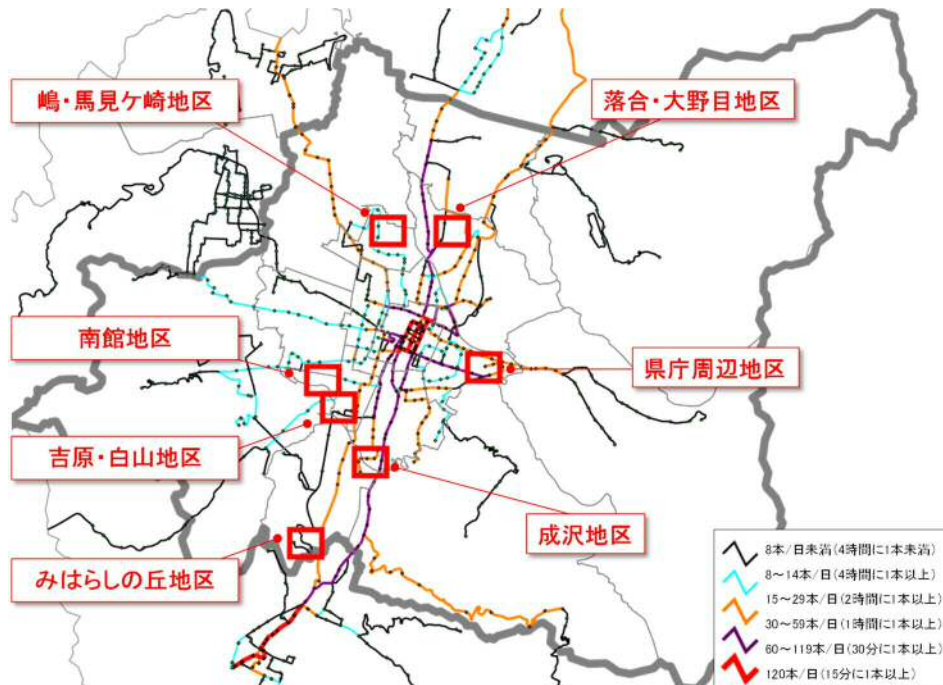 嶋・馬見ケ崎地区
落合・大野目地区
南館地区
県庁周辺地区
吉原・白山地区
成沢地区
みはらしの丘地区
8本/日未満(4時間に1本未満)
8～14本/日(4時間に1本以上)
15～29本/日(2時間に1本以上)
30～59本/日(1時間に1本以上)
60～119本/日(30分に1本以上)
120本/日(15分に1本以上)